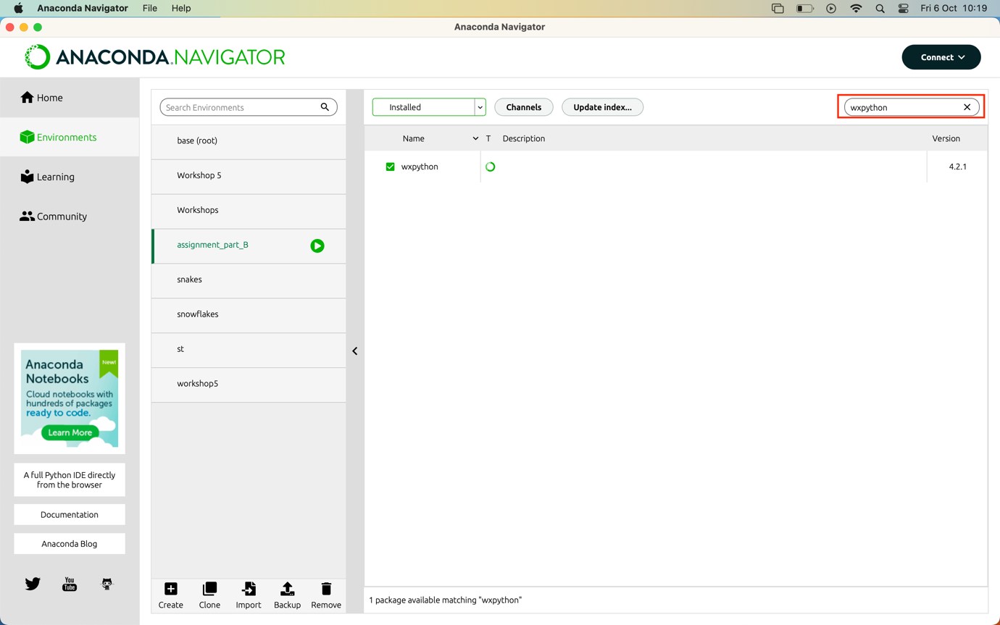 Anaconda Navigator File Help Fri 6 Oct 10:19
Anaconda Navigator
ANACONDA.NAVIGATOR
Connect
Home
Environments
Learning
Community
Anaconda
Notebooks
New!
Cloud notebooks with
hundreds of packages
ready to code.
Learn More
A full Python IDE directly
from the browser
Documentation
Anaconda Blog
You
Tube
Search Environments
base (root)
Workshop 5
Workshops
assignment_part_B
snakes
snowflakes
st
workshop5
Create Clone Import Backup Remove
Installed Channels Update index... wxpython
Name T Description Version
wxpython 4.2.1
1 package available matching "wxpython"